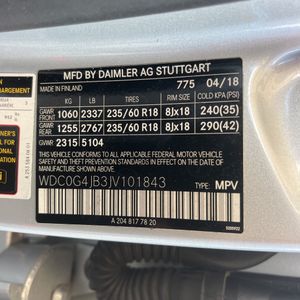 MFD BY DAIMLER AG STUTTGART
MADE IN FINLAND 775 04/18
KG LB TIRES RIM SIZE COLD KPA(PSI)
GAWR FRONT 1060 2337 235/60 R18 8Jx18 240(35)
GAWR REAR 1255 2767 235/60 R18 8Jx18 290(42)
GVWR 2315 5104
THIS VEHICLE CONFORMS TO ALL APPLICABLE FEDERAL MOTOR VEHICLE
SAFETY AND THEFT PREVENTION STANDARDS IN EFFECT
ON THE DATE OF MANUFACTURE SHOWN ABOVE.
WDC0G4JB3JV101843 TYPE: MPV
A 204 817 78 20